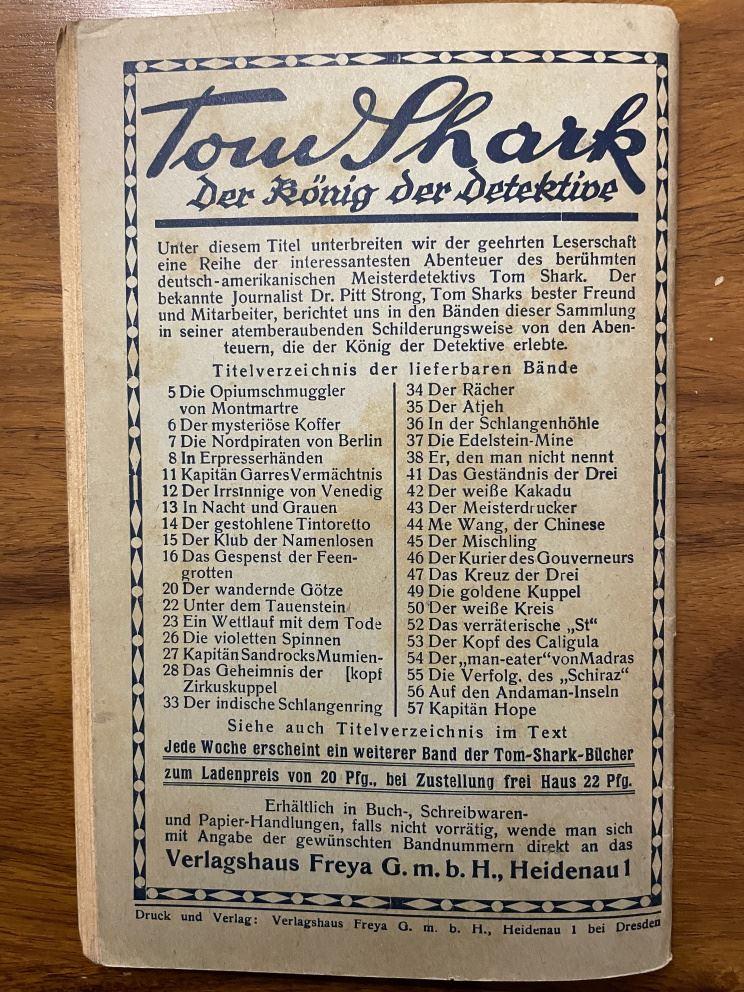 Tom Shark
Der König der Detektive
Unter diesem Titel unterbreiten wir der geehrten Leserschaft
eine Reihe der interessantesten Abenteuer des berühmten
deutsch-amerikanischen Meisterdetektivs Tom Shark. Der
bekannte Journalist Dr. Pitt Strong, Tom Sharks bester Freund
und Mitarbeiter, berichtet uns in den Bänden dieser Sammlung
in seiner atemberaubenden Schilderungsweise von den Aben-
teuern, die der König der Detektive erlebte.
Titelverzeichnis der lieferbaren Bände
5 Die Opiumschmuggler
von Montmartre
6 Der mysteriöse Koffer
7 Die Nordpiraten von Berlin
8 In Erpresserhänden
11 Kapitän Garres Vermächtnis
12 Der Irrsınnige von Venedig
13 In Nacht und Grauen
14 Der gestohlene Tintoretto
15 Der Klub der Namenlosen
16 Das Gespenst der Feen-
grotten
20 Der wandernde Götze
22 Unter dem Tauenstein
23 Ein Wettlauf mit dem Tode
26 Die violetten Spinnen
27 Kapitän Sandrocks Mumien-
28 Das Geheimnis der [kopf
Zirkuskuppel
33 Der indische Schlangenring
34 Der Rächer
35 Der Atjeh
36 In der Schlangenhöhle
37 Die Edelstein-Mine
38 Er, den man nicht nennt
41 Das Geständnis der Drei
42 Der weiße Kakadu
43 Der Meisterdrucker
44 Me Wang, der Chinese
45 Der Mischling
46 Der Kurier des Gouverneurs
47 Das Kreuz der Drei
49 Die goldene Kuppel
50 Der weiße Kreis
52 Das verräterische „St"
53 Der Kopf des Caligula
54 Der „man-eater" von Madras
55 Die Verfolg. des „Schiraz"
56 Auf den Andaman-Inseln
57 Kapitän Hope
Siehe auch Titelverzeichnis im Text
Jede Woche erscheint ein weiterer Band der Tom-Shark-Bücher
zum Ladenpreis von 20 Pfg., bei Zustellung frei Haus 22 Pfg.
Erhältlich in Buch-, Schreibwaren-
und Papier-Handlungen, falls nicht vorrätig, wende man sich
mit Angabe der gewünschten Bandnummern direkt an das
Verlagshaus Freya G. m. b. H., Heidenau 1
Druck und Verlag: Verlagshaus Freya G. m. b. H., Heidenau 1 bei Dresden